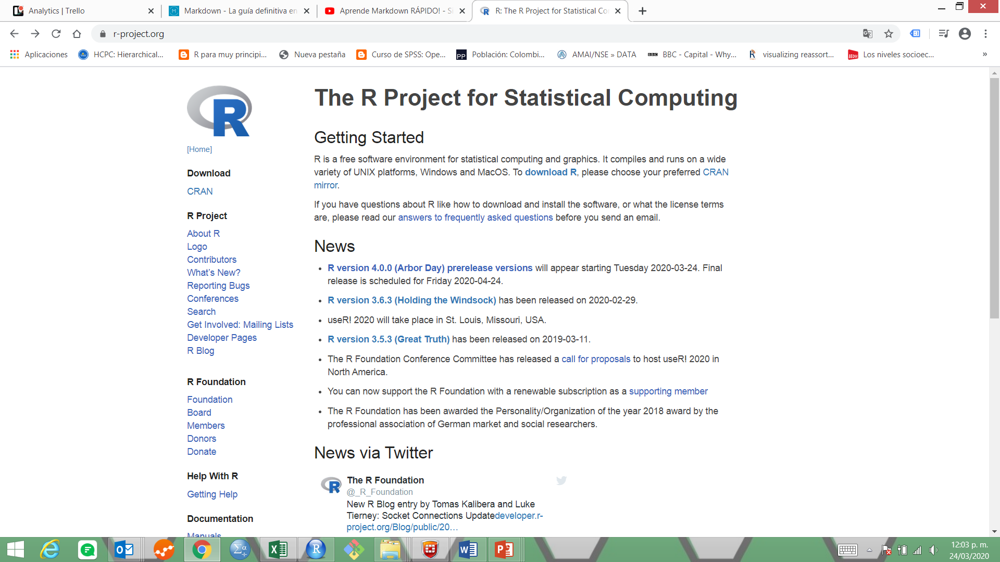 Analytics | Trello
Markdown - La guía definitiva en
Aprende Markdown RÁPIDO! - Si
R: The R Project for Statistical Co
r-project.org
Aplicaciones
HCPC: Hierarchical...
R para muy principi...
Nueva pestaña
Curso de SPSS: Ope...
Población: Colombi...
AMAI/NSE » DATA
BBC - Capital - Why...
visualizing reassort...
Los niveles socioec...
»
R
The R Project for Statistical Computing
[Home]
Download
CRAN
R Project
About R
Logo
Contributors
What's New?
Reporting Bugs
Conferences
Search
Get Involved: Mailing Lists
Developer Pages
R Blog
R Foundation
Foundation
Board
Members
Donors
Donate
Help With R
Getting Help
Documentation
Manuals
Getting Started
R is a free software environment for statistical computing and graphics. It compiles and runs on a wide
variety of UNIX platforms, Windows and MacOS. To download R, please choose your preferred CRAN
mirror.
If you have questions about R like how to download and install the software, or what the license terms
are, please read our answers to frequently asked questions before you send an email.
News
R version 4.0.0 (Arbor Day) prerelease versions will appear starting Tuesday 2020-03-24. Final
release is scheduled for Friday 2020-04-24.
R version 3.6.3 (Holding the Windsock) has been released on 2020-02-29.
useR! 2020 will take place in St. Louis, Missouri, USA.
R version 3.5.3 (Great Truth) has been released on 2019-03-11.
The R Foundation Conference Committee has released a call for proposals to host useR! 2020 in
North America.
You can now support the R Foundation with a renewable subscription as a supporting member
The R Foundation has been awarded the Personality/Organization of the year 2018 award by the
professional association of German market and social researchers.
News via Twitter
The R Foundation
@_R_Foundation
New R Blog entry by Tomas Kalibera and Luke
Tierney: Socket Connections Updatedeveloper.r-
project.org/Blog/public/20…
12:03 p. m.
24/03/2020